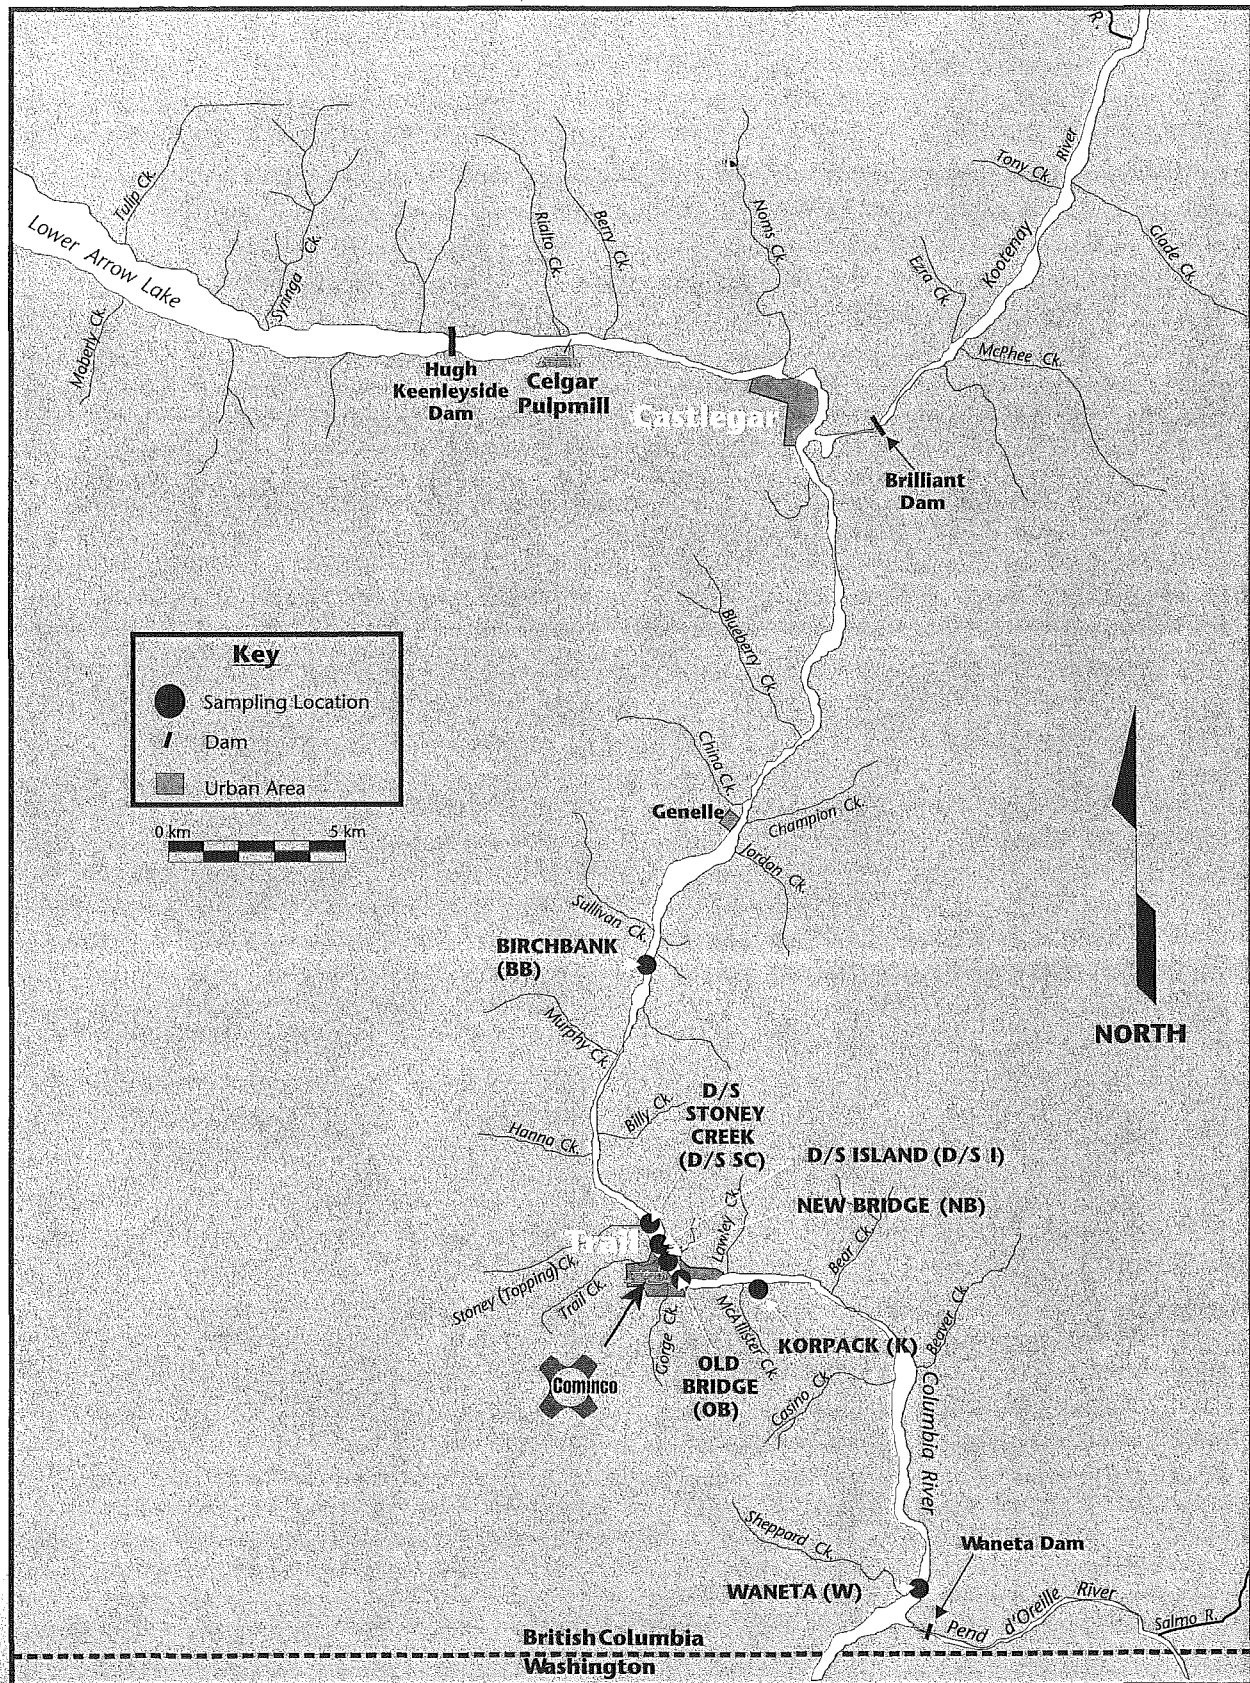 R.
Tony Ck.
River
Kootenay
Glade Ck.
Tulip Ck.
Lower Arrow Lake
Syringa Ck.
Rialto Ck.
Berry Ck.
Norns Ck.
Ezra Ck.
McPhee Ck.
Maberly Ck.
Hugh
Keenleyside
Dam
Celgar
Pulpmill
Castlegar
Brilliant
Dam
Key
Sampling Location
Dam
Urban Area
0 km
5 km
Blueberry Ck.
China Ck.
Genelle
Champion Ck.
Jordan Ck.
Sullivan Ck.
BIRCHBANK
(BB)
Murphy Ck.
NORTH
D/S
STONEY
CREEK
(D/S SC)
Billy Ck.
Hanna Ck.
D/S ISLAND (D/S I)
NEW BRIDGE (NB)
Lawley Ck.
Bear Ck.
Trail
Stoney (Topping) Ck.
Trail Ck.
Gorge Ck.
McAllister Ck.
KORPACK (K)
Beaver Ck.
Cominco
OLD
BRIDGE
(OB)
Casino Ck.
Columbia River
Sheppard Ck.
Waneta Dam
WANETA (W)
Pend d'Oreille River
Salmo R.
British Columbia
Washington